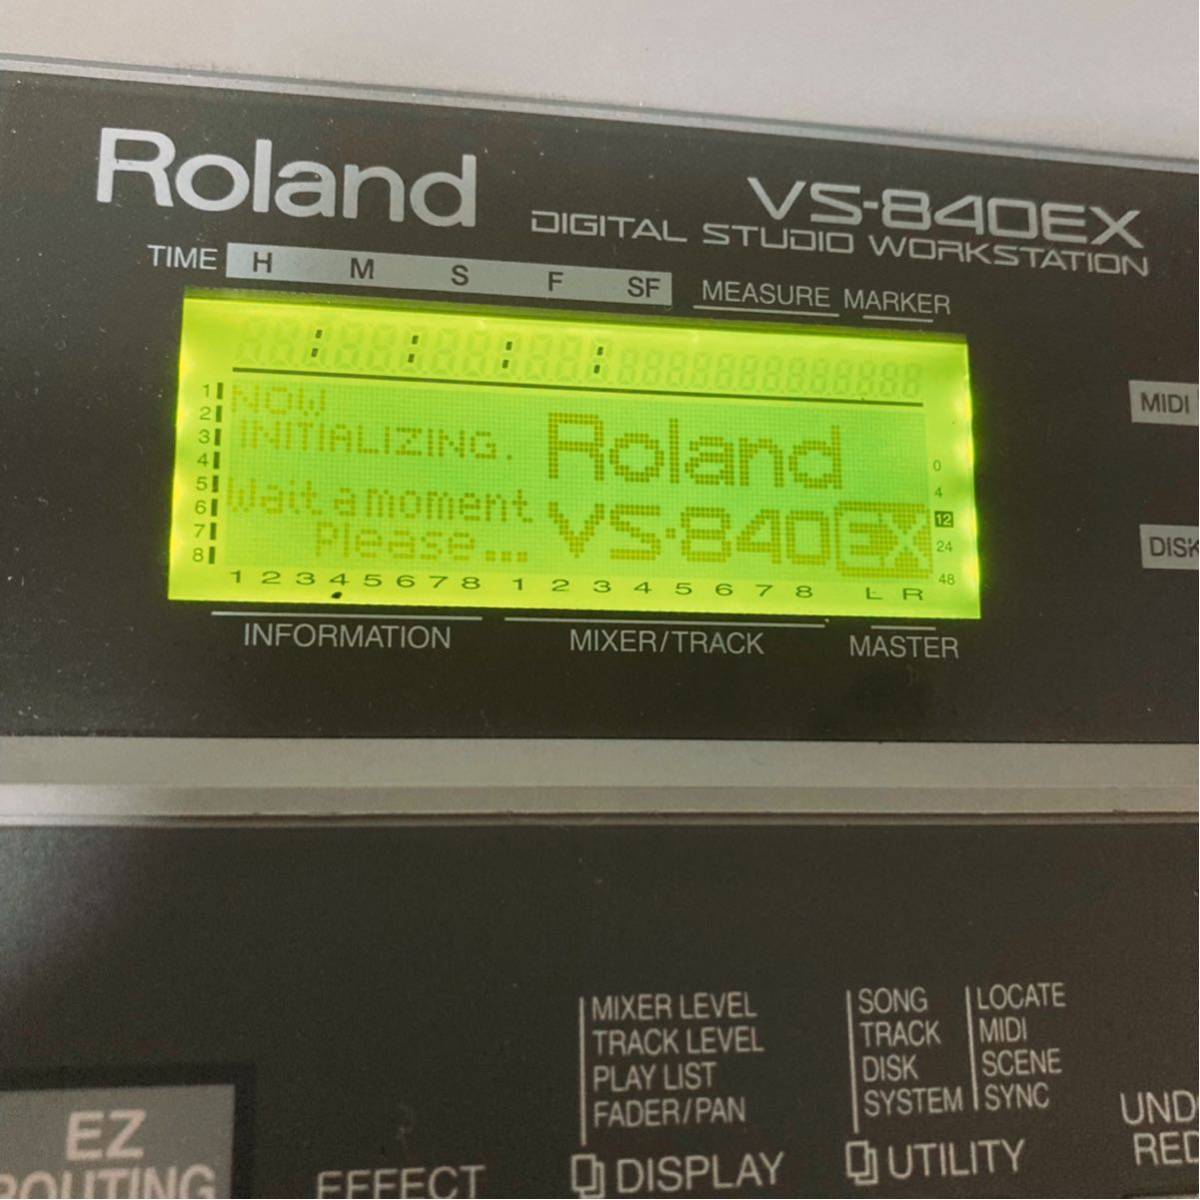 Roland
VS-840EX
DIGITAL STUDIO WORKSTATION
TIME H M S F SF MEASURE MARKER
1
2
3
4
5
6
7
8
NOW
INITIALIZING.
Wait a moment
Please...
Roland
VS-840EX
0
4
12
24
48
1 2 3 4 5 6 7 8 1 2 3 4 5 6 7 8 L R
INFORMATION MIXER/TRACK MASTER
MIDI
DISK
MIXER LEVEL
TRACK LEVEL
PLAY LIST
FADER/PAN
DISPLAY
SONG
TRACK
DISK
SYSTEM
LOCATE
MIDI
SCENE
SYNC
UTILITY
EZ
ROUTING
EFFECT